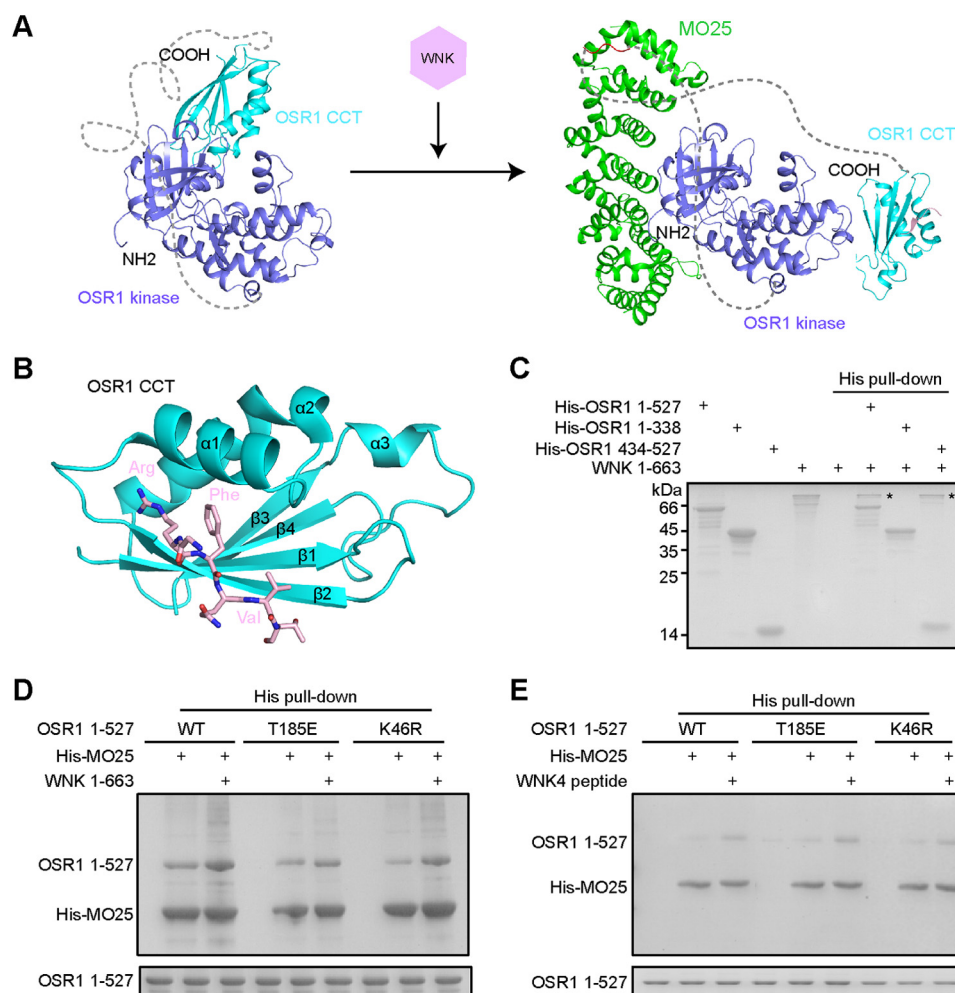 A
COOH
WNK
OSR1 CCT
NH2
OSR1 kinase
MO25
OSR1 CCT
COOH
NH2
OSR1 kinase
B
OSR1 CCT
α2
α1
α3
Arg
Phe
β3
β4
β1
β2
Val
C
His pull-down
His-OSR1 1-527 + +
His-OSR1 1-338 + +
His-OSR1 434-527 + +
WNK 1-663 + + + + +
kDa
66
45
35
25
14
* *
D
His pull-down
OSR1 1-527 WT T185E K46R
His-MO25 + + + + + +
WNK 1-663 + + +
OSR1 1-527
His-MO25
OSR1 1-527
E
His pull-down
OSR1 1-527 WT T185E K46R
His-MO25 + + + + + +
WNK4 peptide + + +
OSR1 1-527
His-MO25
OSR1 1-527